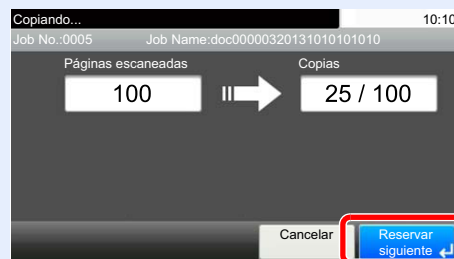 Copiando... 10:10
Job No.:0005 Job Name:doc00000320131010101010
Páginas escaneadas Copias
100 25 / 100
Cancelar Reservar
siguiente